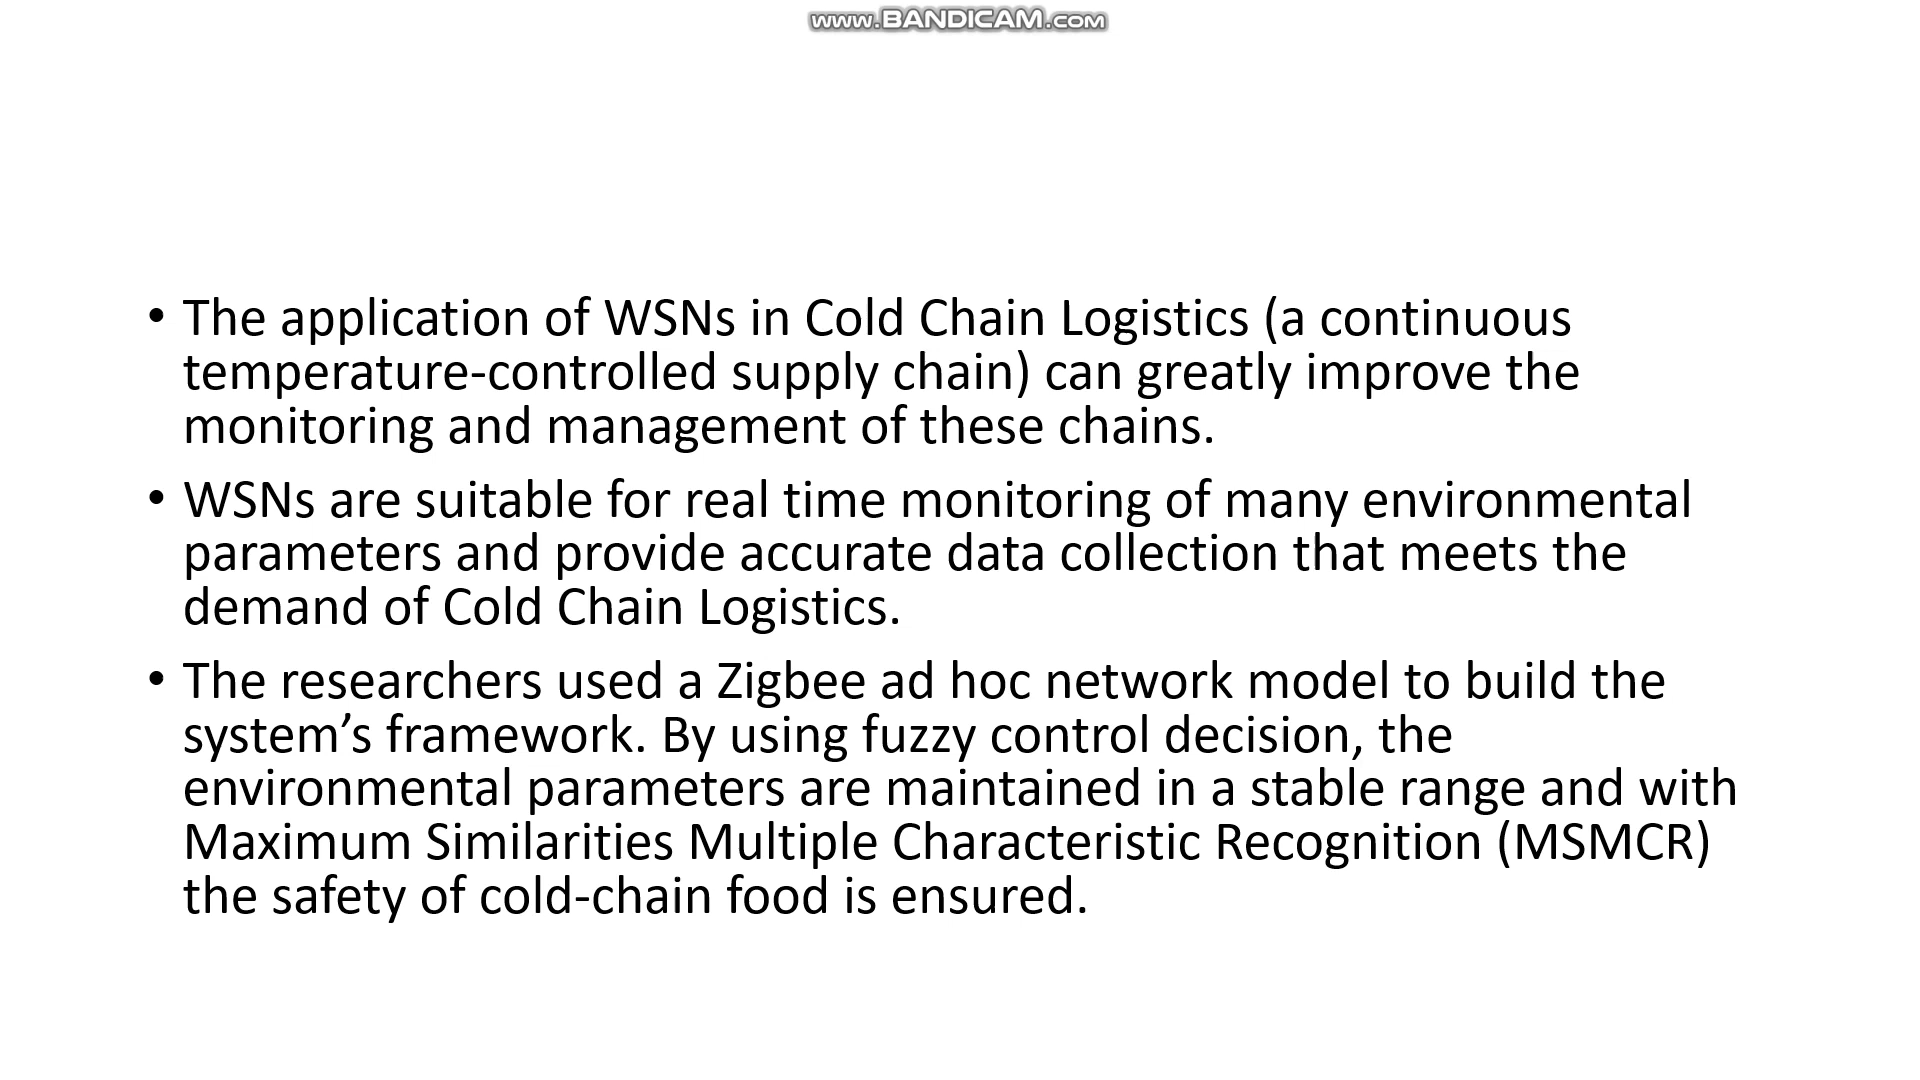 www.BANDICAM.com
• The application of WSNs in Cold Chain Logistics (a continuous
temperature-controlled supply chain) can greatly improve the
monitoring and management of these chains.
• WSNs are suitable for real time monitoring of many environmental
parameters and provide accurate data collection that meets the
demand of Cold Chain Logistics.
• The researchers used a Zigbee ad hoc network model to build the
system’s framework. By using fuzzy control decision, the
environmental parameters are maintained in a stable range and with
Maximum Similarities Multiple Characteristic Recognition (MSMCR)
the safety of cold-chain food is ensured.